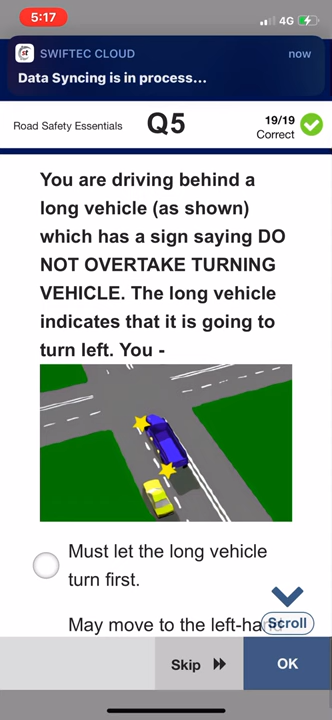 5:17
4G
SWIFTEC CLOUD
now
Data Syncing is in process...
Road Safety Essentials
Q5
19/19
Correct
You are driving behind a
long vehicle (as shown)
which has a sign saying DO
NOT OVERTAKE TURNING
VEHICLE. The long vehicle
indicates that it is going to
turn left. You -
Must let the long vehicle
turn first.
May move to the left-hand
Scroll
Skip
OK